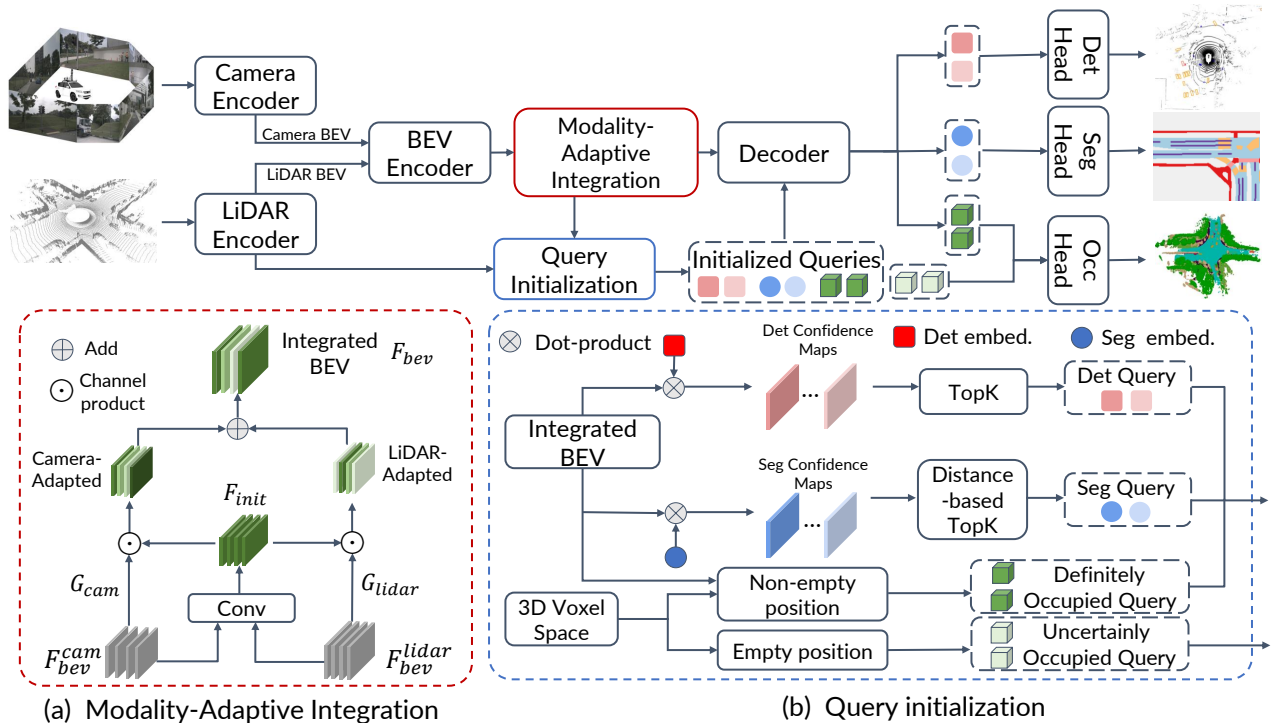 Camera
Encoder
Camera BEV
LiDAR BEV
LiDAR
Encoder
BEV
Encoder
Modality-
Adaptive
Integration
Query
Initialization
Decoder
Initialized Queries
Det
Head
Seg
Head
Occ
Head
Add
Channel
product
Integrated
BEV
F_bev
Camera-
Adapted
LiDAR-
Adapted
F_init
G_cam
G_lidar
Conv
F_bev^cam
F_bev^lidar
(a) Modality-Adaptive Integration
Dot-product
Det Confidence
Maps
Det embed.
Seg embed.
...
TopK
Det Query
Integrated
BEV
Seg Confidence
Maps
...
Distance
-based
TopK
Seg Query
3D Voxel
Space
Non-empty
position
Definitely
Occupied Query
Empty position
Uncertainly
Occupied Query
(b) Query initialization